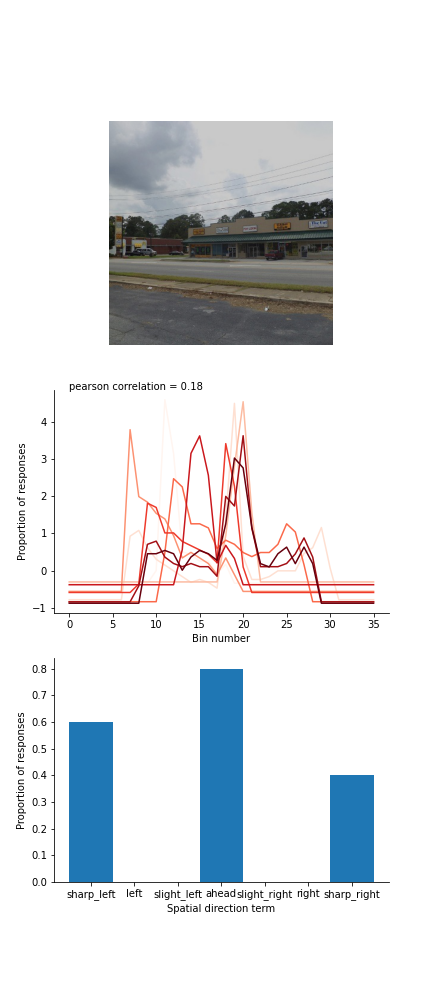 pearson correlation = 0.18
Proportion of responses
4
3
2
1
0
−1
0 5 10 15 20 25 30 35
Bin number
Proportion of responses
0.8
0.7
0.6
0.5
0.4
0.3
0.2
0.1
0.0
sharp_left left slight_left ahead slight_right right sharp_right
Spatial direction term